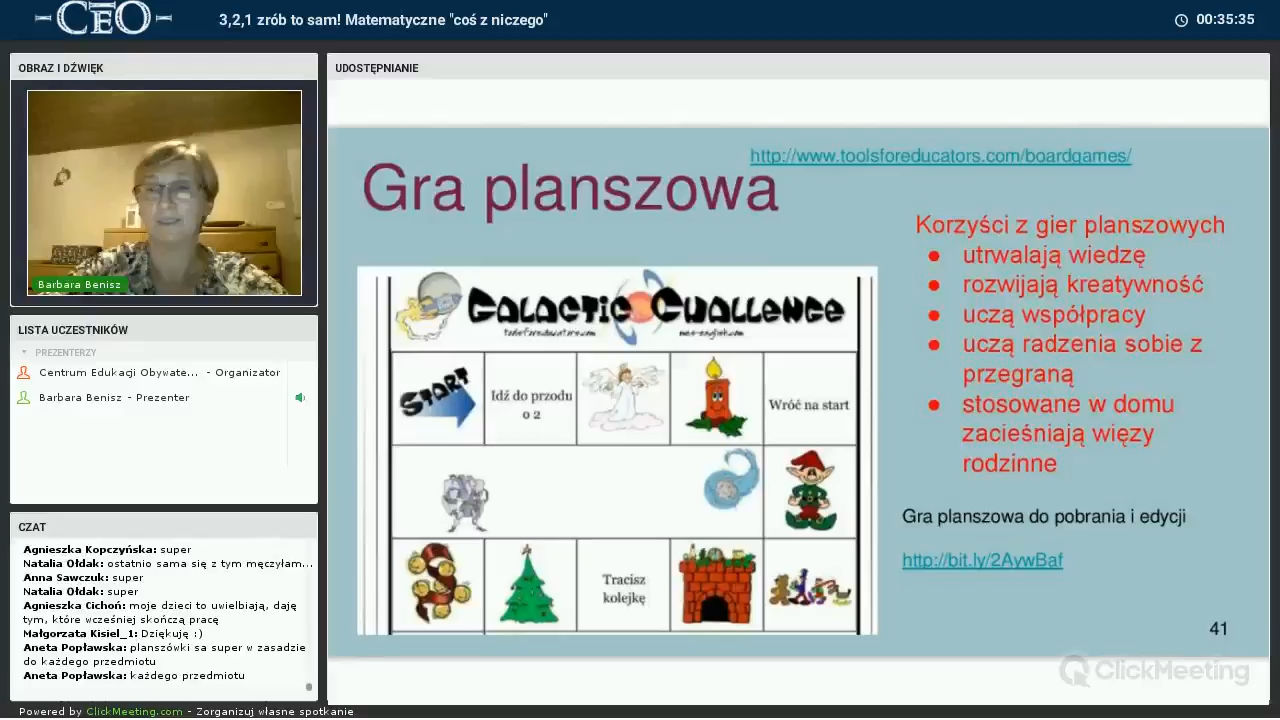 CEO
3,2,1 zrób to sam! Matematyczne "coś z niczego"
00:35:35
OBRAZ I DŹWIĘK
Barbara Benisz
LISTA UCZESTNIKÓW
PREZENTERZY
Centrum Edukacji Obywate... - Organizator
Barbara Benisz - Prezenter
CZAT
Agnieszka Kopczyńska: super
Natalia Ołdak: ostatnio sama się z tym męczyłam...
Anna Sawczuk: super
Natalia Ołdak: super
Agnieszka Cichoń: moje dzieci to uwielbiają, daję
tym, które wcześniej skończą pracę
Małgorzata Kisiel_1: Dziękuję :)
Aneta Popławska: planszówki sa super w zasadzie
do każdego przedmiotu
Aneta Popławska: każdego przedmiotu
UDOSTĘPNIANIE
http://www.toolsforeducators.com/boardgames/
Gra planszowa
GALACTIC CHALLENGE
toolsforeducators.com
mes-english.com
START
Idź do przodu
o 2
Wróć na start
Tracisz
kolejkę
Korzyści z gier planszowych
● utrwalają wiedzę
● rozwijają kreatywność
● uczą współpracy
● uczą radzenia sobie z
przegraną
● stosowane w domu
zacieśniają więzy
rodzinne
Gra planszowa do pobrania i edycji
http://bit.ly/2AywBaf
41
ClickMeeting
Powered by ClickMeeting.com - Zorganizuj własne spotkanie